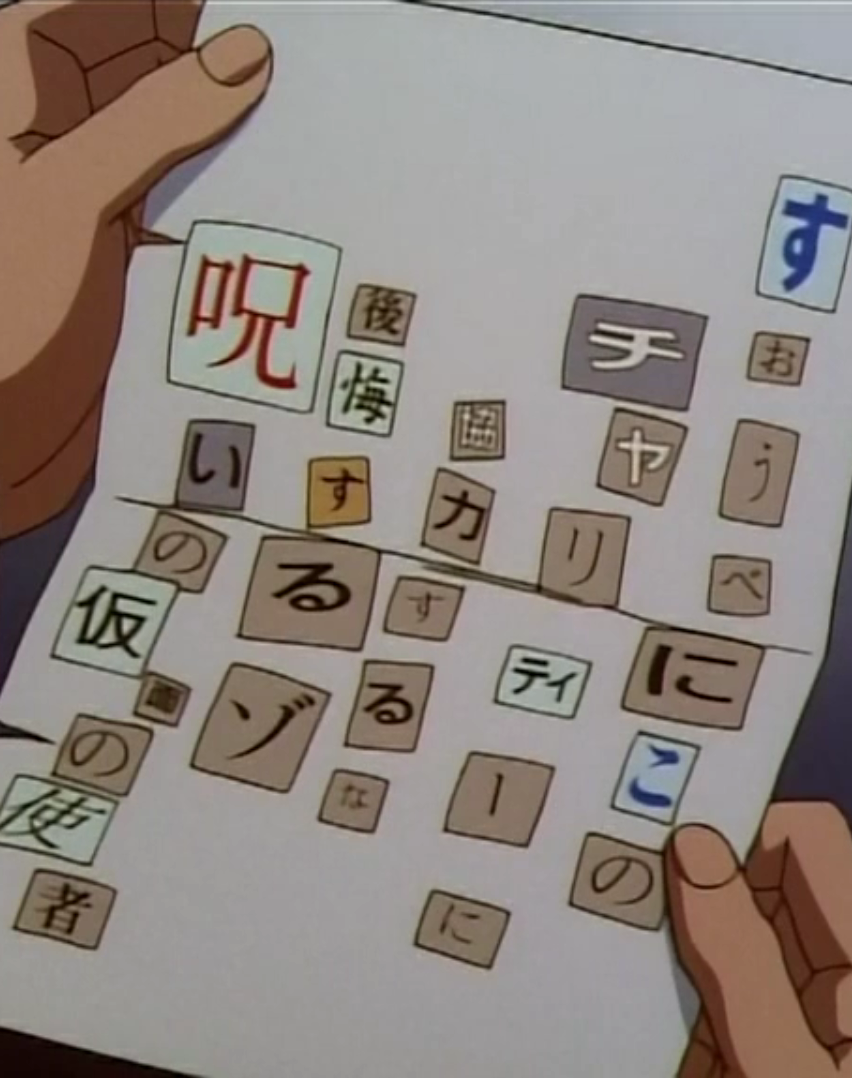 すおうべにこの
チヤリティーに
協力するな
後悔するゾ
呪いの仮面の使者